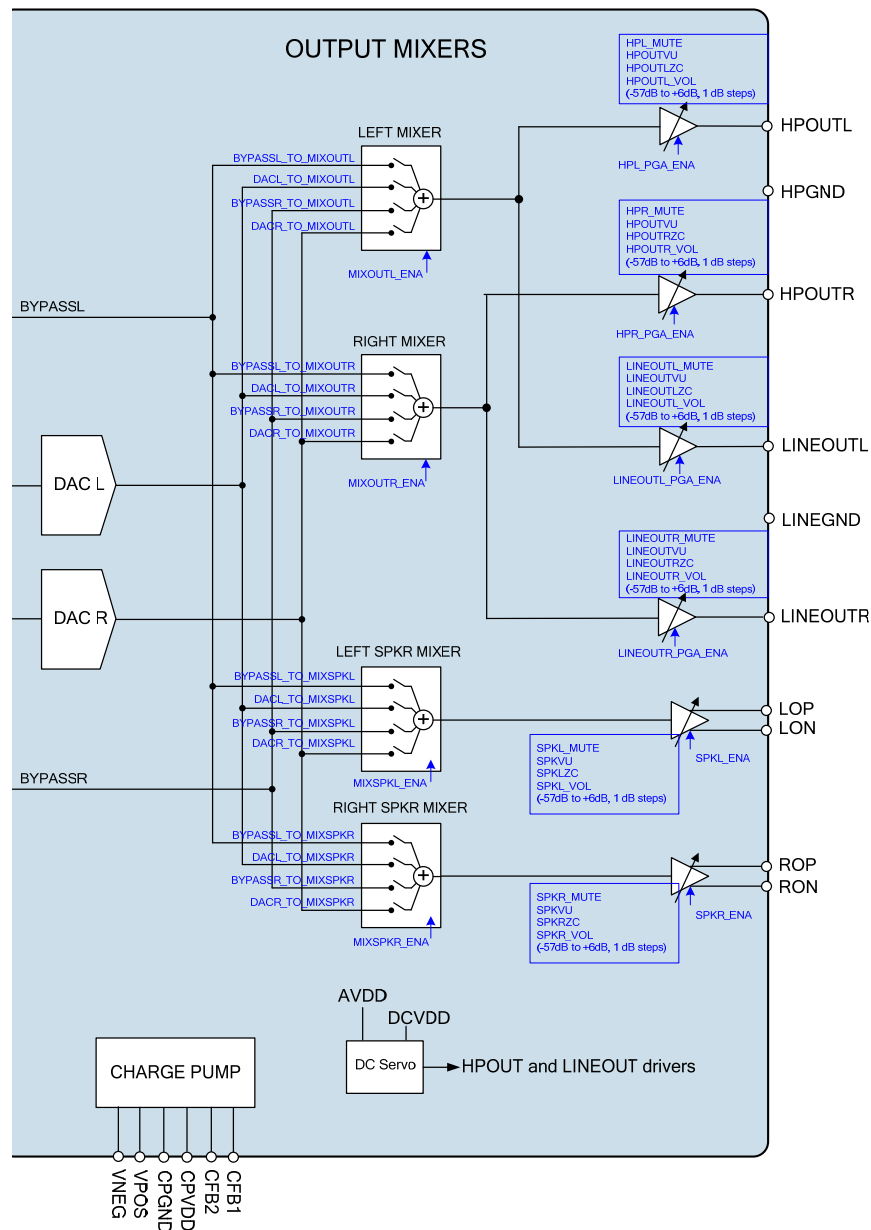 OUTPUT MIXERS
HPL_MUTE
HPOUTVU
HPOUTLZC
HPOUTL_VOL
(-57dB to +6dB, 1 dB steps)
HPOUTL
HPL_PGA_ENA
LEFT MIXER
BYPASSL_TO_MIXOUTL
DACL_TO_MIXOUTL
BYPASSR_TO_MIXOUTL
DACR_TO_MIXOUTL
MIXOUTL_ENA
HPGND
HPR_MUTE
HPOUTVU
HPOUTRZC
HPOUTR_VOL
(-57dB to +6dB, 1 dB steps)
HPOUTR
HPR_PGA_ENA
BYPASSL
RIGHT MIXER
BYPASSL_TO_MIXOUTR
DACL_TO_MIXOUTR
BYPASSR_TO_MIXOUTR
DACR_TO_MIXOUTR
MIXOUTR_ENA
LINEOUTL_MUTE
LINEOUTVU
LINEOUTLZC
LINEOUTL_VOL
(-57dB to +6dB, 1 dB steps)
LINEOUTL
LINEOUTL_PGA_ENA
DAC L
LINEGND
LINEOUTR_MUTE
LINEOUTVU
LINEOUTRZC
LINEOUTR_VOL
(-57dB to +6dB, 1 dB steps)
LINEOUTR
LINEOUTR_PGA_ENA
DAC R
LEFT SPKR MIXER
BYPASSL_TO_MIXSPKL
DACL_TO_MIXSPKL
BYPASSR_TO_MIXSPKL
DACR_TO_MIXSPKL
MIXSPKL_ENA
LOP
LON
SPKL_ENA
SPKL_MUTE
SPKVU
SPKLZC
SPKL_VOL
(-57dB to +6dB, 1 dB steps)
BYPASSR
RIGHT SPKR MIXER
BYPASSL_TO_MIXSPKR
DACL_TO_MIXSPKR
BYPASSR_TO_MIXSPKR
DACR_TO_MIXSPKR
MIXSPKR_ENA
ROP
RON
SPKR_ENA
SPKR_MUTE
SPKVU
SPKRZC
SPKR_VOL
(-57dB to +6dB, 1 dB steps)
AVDD
DCVDD
DC Servo
HPOUT and LINEOUT drivers
CHARGE PUMP
VNEG
VPOS
CPGND
CPVDD
CFB2
CFB1